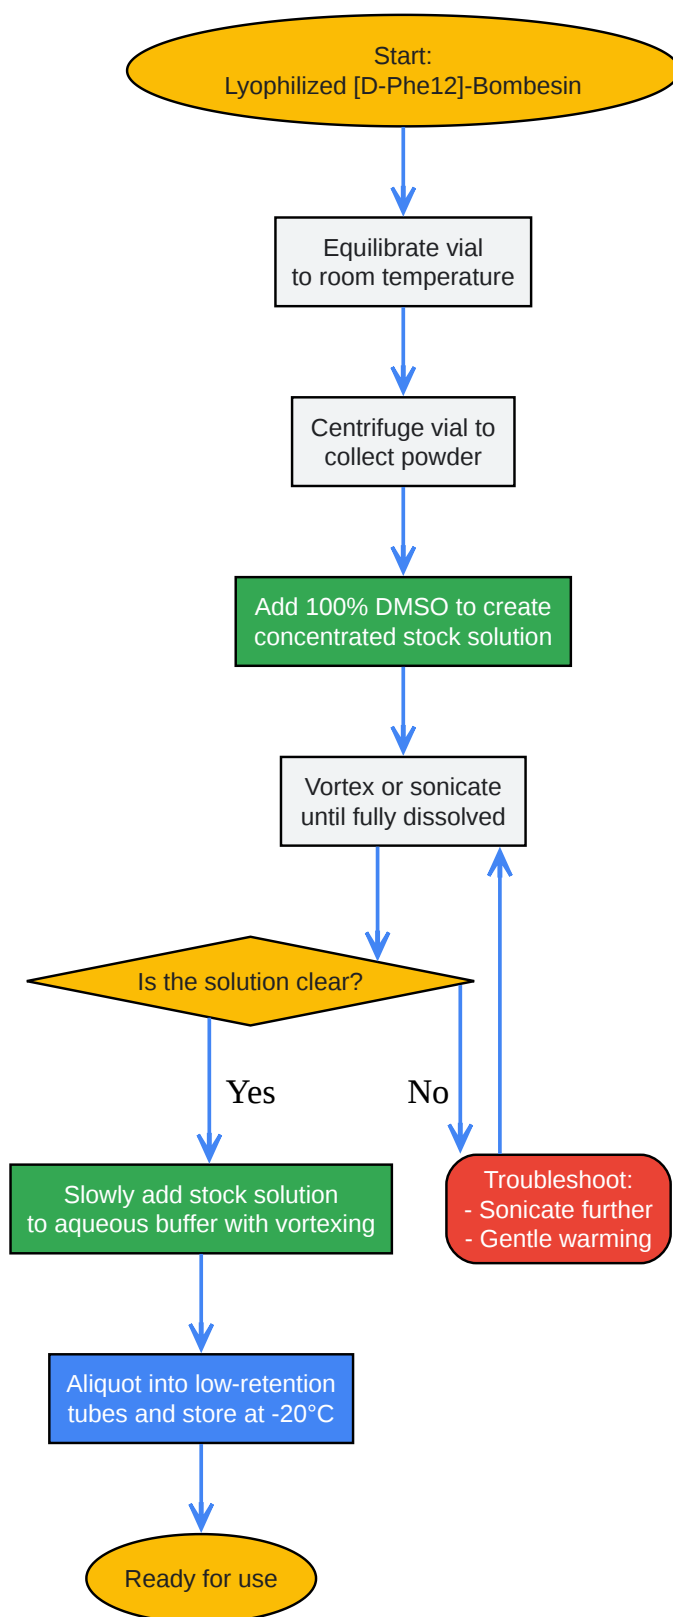 Start:
Lyophilized [D-Phe12]-Bombesin
Equilibrate vial
to room temperature
Centrifuge vial to
collect powder
Add 100% DMSO to create
concentrated stock solution
Vortex or sonicate
until fully dissolved
Is the solution clear?
Yes
No
Slowly add stock solution
to aqueous buffer with vortexing
Troubleshoot:
- Sonicate further
- Gentle warming
Aliquot into low-retention
tubes and store at -20°C
Ready for use